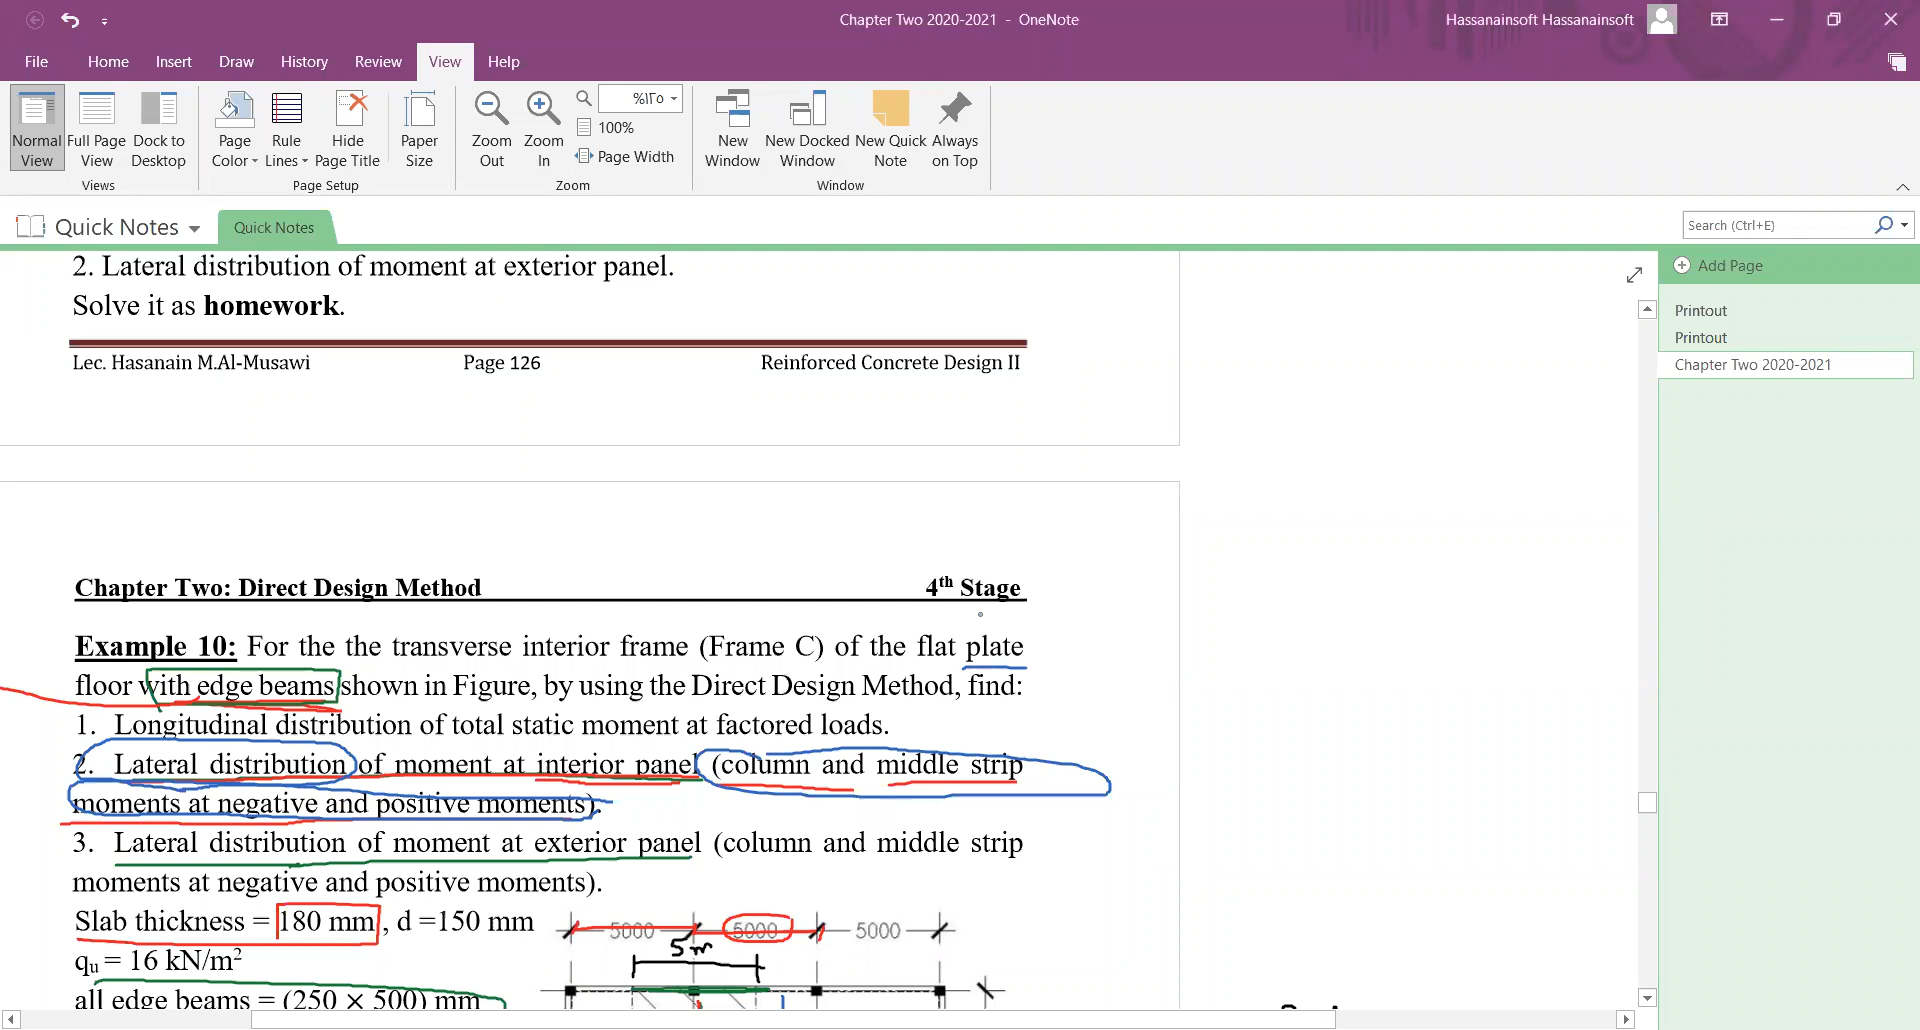 Chapter Two 2020-2021 - OneNote
Hassanainsoft Hassanainsoft
File Home Insert Draw History Review View Help
Normal View
Full Page View
Dock to Desktop
Views
Page Color
Rule Lines
Hide Page Title
Paper Size
Page Setup
Zoom Out
Zoom In
%١٢٥
100%
Page Width
Zoom
New Window
New Docked Window
New Quick Note
Always on Top
Window
Quick Notes
Quick Notes
Search (Ctrl+E)
Add Page
Printout
Printout
Chapter Two 2020-2021
2. Lateral distribution of moment at exterior panel.
Solve it as homework.
Lec. Hasanain M.Al-Musawi Page 126 Reinforced Concrete Design II
Chapter Two: Direct Design Method 4th Stage
Example 10: For the the transverse interior frame (Frame C) of the flat plate
floor with edge beams shown in Figure, by using the Direct Design Method, find:
1. Longitudinal distribution of total static moment at factored loads.
2. Lateral distribution of moment at interior panel (column and middle strip
moments at negative and positive moments).
3. Lateral distribution of moment at exterior panel (column and middle strip
moments at negative and positive moments).
Slab thickness = 180 mm, d =150 mm
5000 5000 5000
5m
qu = 16 kN/m²
all edge beams = (250 × 500) mm